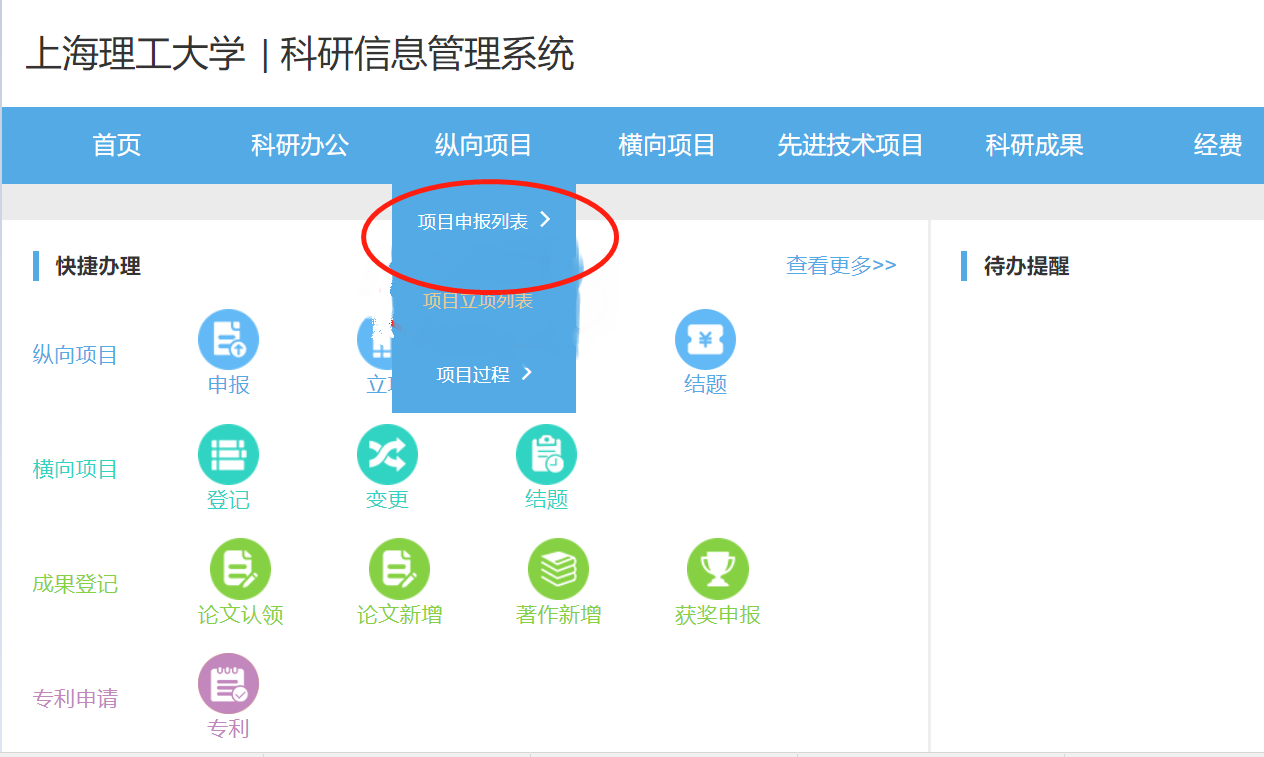 上海理工大学 | 科研信息管理系统
首页 科研办公 纵向项目 横向项目 先进技术项目 科研成果 经费
项目申报列表
项目立项列表
项目过程
快捷办理 查看更多>> 待办提醒
纵向项目
申报 立项 结题
横向项目
登记 变更 结题
成果登记
论文认领 论文新增 著作新增 获奖申报
专利申请
专利